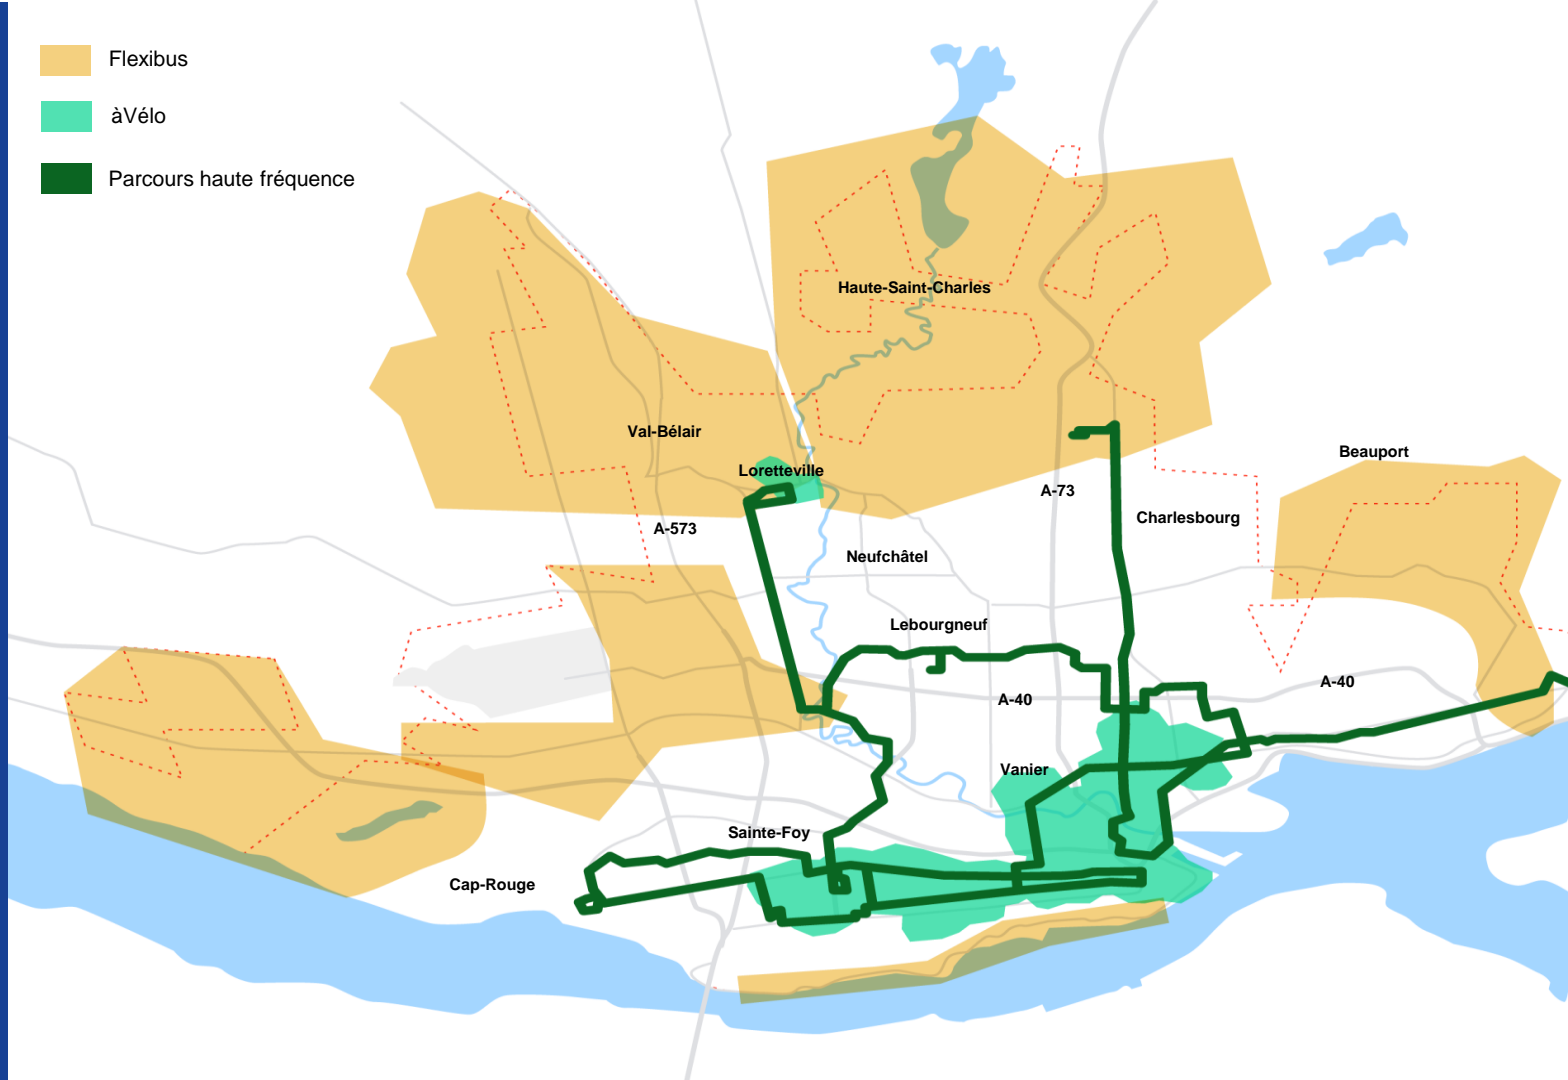 Flexibus
àVélo
Parcours haute fréquence
Haute-Saint-Charles
Val-Bélair
Beauport
Loretteville
A-73
Charlesbourg
A-573
Neufchâtel
Lebourgneuf
A-40
A-40
Vanier
Sainte-Foy
Cap-Rouge